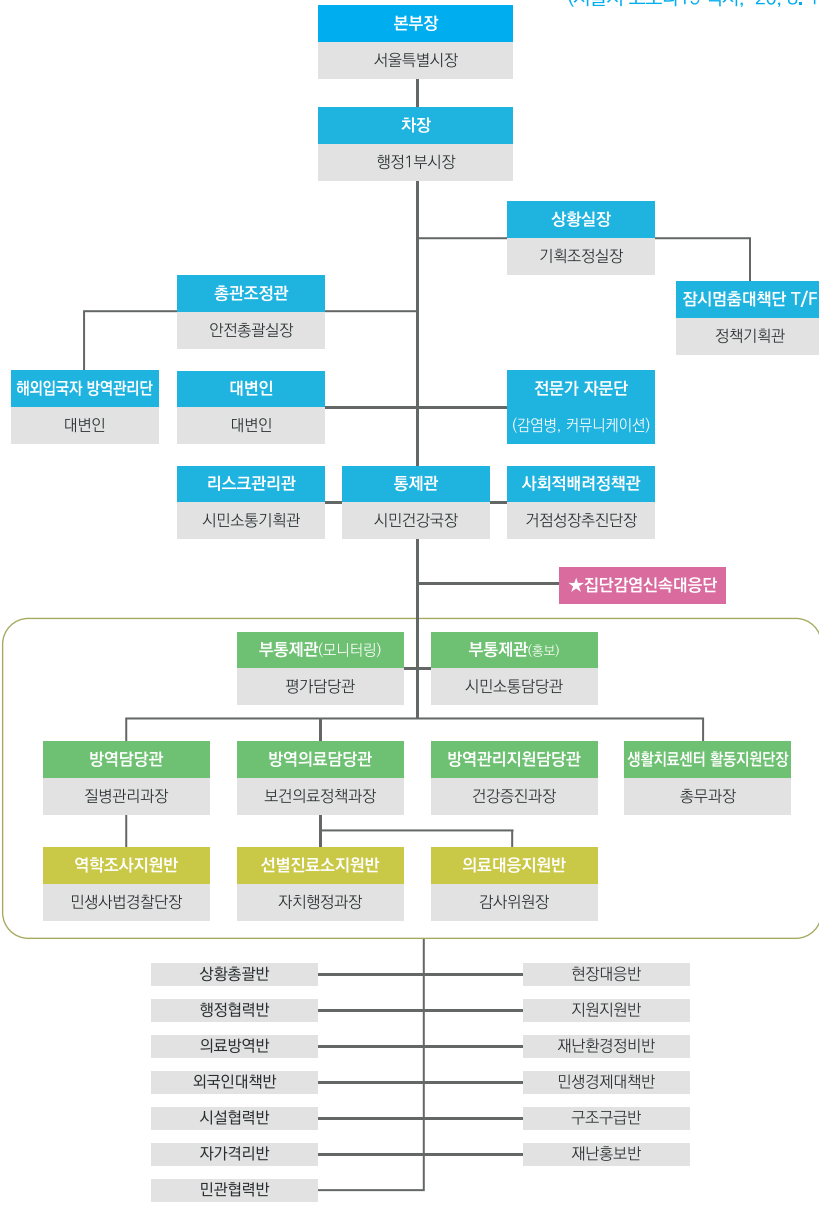 본부장
서울특별시장
차장
행정1부시장
상황실장
기획조정실장
총관조정관
안전총괄실장
잠시멈춤대책단 T/F
정책기획관
해외입국자 방역관리단
대변인
대변인
대변인
전문가 자문단
(감염병, 커뮤니케이션)
리스크관리관
시민소통기획관
통제관
시민건강국장
사회적배려정책관
거점성장추진단장
★집단감염신속대응단
부통제관(모니터링)
평가담당관
부통제관(홍보)
시민소통담당관
방역담당관
질병관리과장
방역의료담당관
보건의료정책과장
방역관리지원담당관
건강증진과장
생활치료센터 활동지원단장
총무과장
역학조사지원반
민생사법경찰단장
선별진료소지원반
자치행정과장
의료대응지원반
감사위원장
상황총괄반
현장대응반
행정협력반
지원지원반
의료방역반
재난환경정비반
외국인대책반
민생경제대책반
시설협력반
구조구급반
자가격리반
재난홍보반
민관협력반